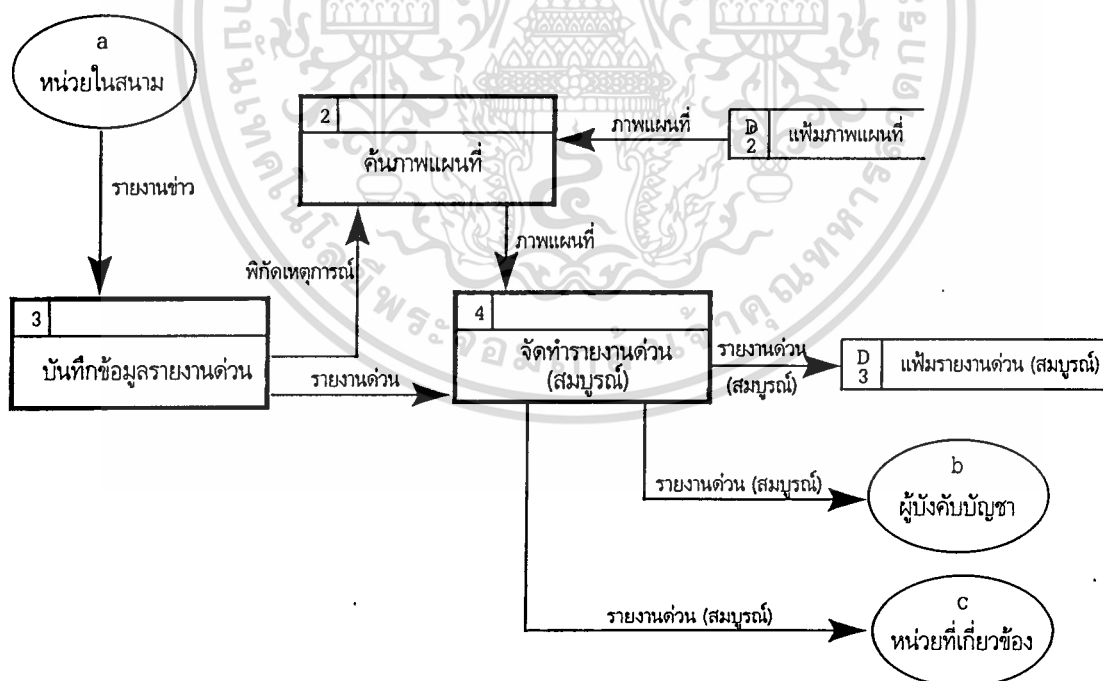 a
หน่วยในสนาม
รายงานข่าว
2
ค้นภาพแผนที่
ภาพแผนที่
D
2
แฟ้มภาพแผนที่
พิกัดเหตุการณ์
ภาพแผนที่
3
บันทึกข้อมูลรายงานด่วน
รายงานด่วน
4
จัดทำรายงานด่วน
(สมบูรณ์)
รายงานด่วน
(สมบูรณ์)
D
3
แฟ้มรายงานด่วน (สมบูรณ์)
รายงานด่วน (สมบูรณ์)
b
ผู้บังคับบัญชา
รายงานด่วน (สมบูรณ์)
c
หน่วยที่เกี่ยวข้อง